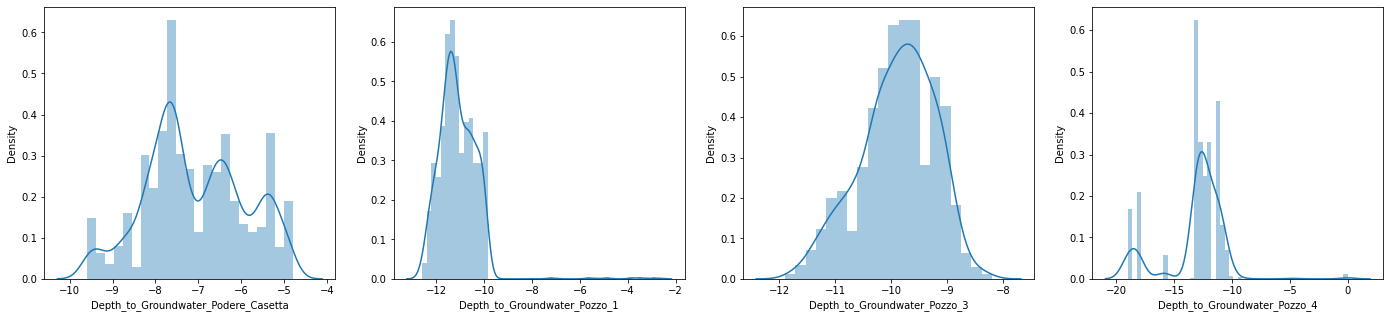 Density
0.6
0.5
0.4
0.3
0.2
0.1
0.0
−10 −9 −8 −7 −6 −5 −4
Depth_to_Groundwater_Podere_Casetta
Density
0.6
0.5
0.4
0.3
0.2
0.1
0.0
−12 −10 −8 −6 −4 −2
Depth_to_Groundwater_Pozzo_1
Density
0.6
0.5
0.4
0.3
0.2
0.1
0.0
−12 −11 −10 −9 −8
Depth_to_Groundwater_Pozzo_3
Density
0.6
0.5
0.4
0.3
0.2
0.1
0.0
−20 −15 −10 −5 0
Depth_to_Groundwater_Pozzo_4